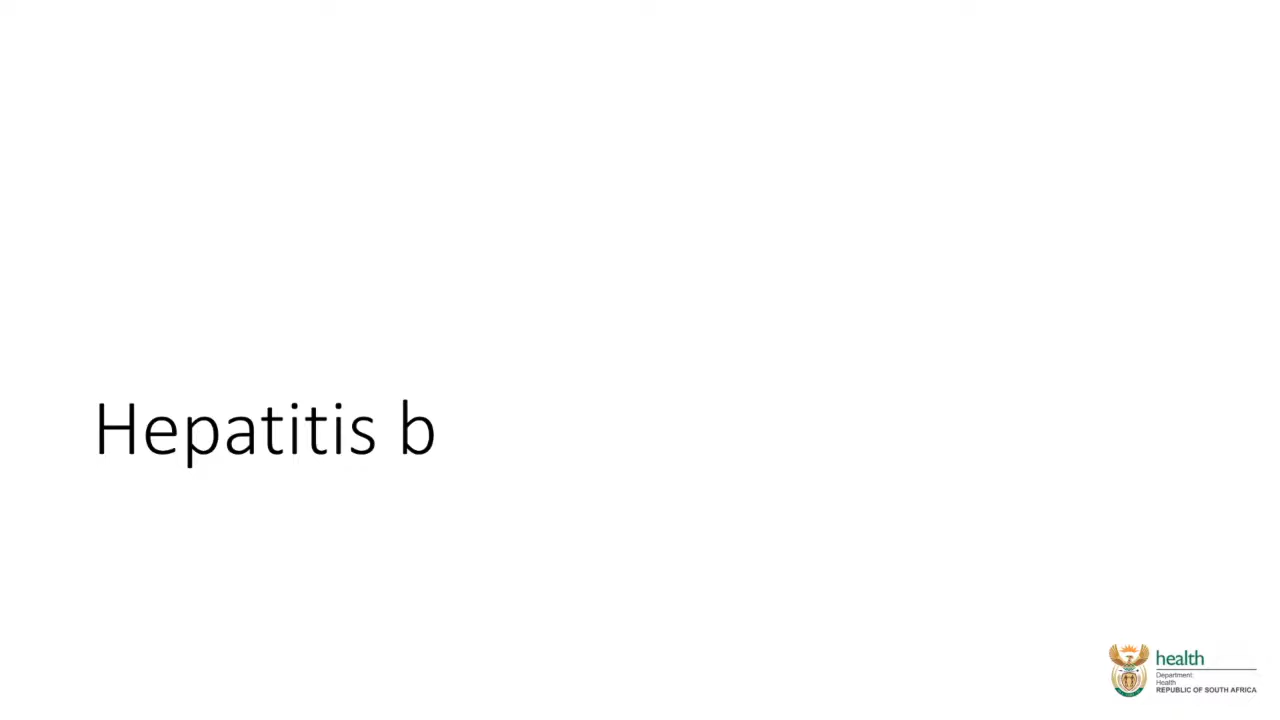 Hepatitis b
health
Department:
Health
REPUBLIC OF SOUTH AFRICA